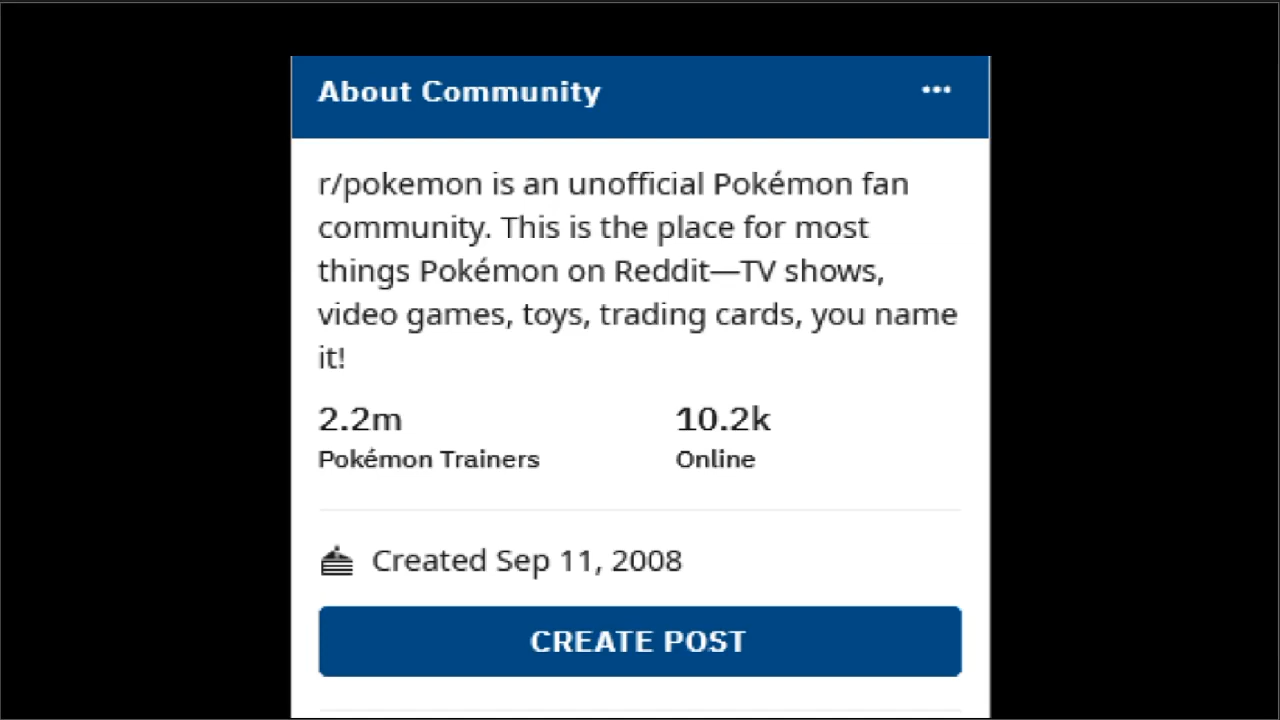 About Community
r/pokemon is an unofficial Pokémon fan
community. This is the place for most
things Pokémon on Reddit—TV shows,
video games, toys, trading cards, you name
it!
2.2m 10.2k
Pokémon Trainers Online
Created Sep 11, 2008
CREATE POST